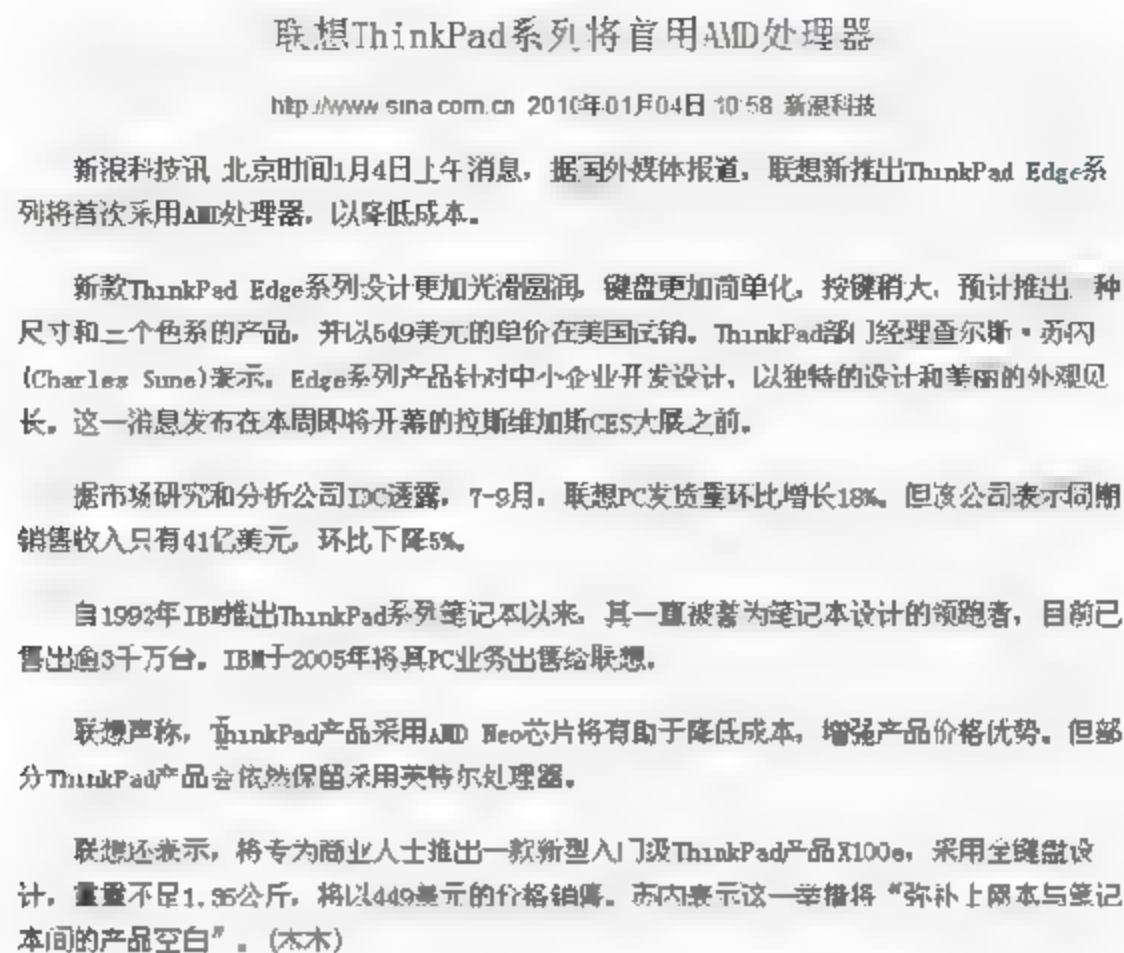 联想ThinkPad系列将首用AMD处理器
http://www.sina.com.cn 2010年01月04日 10:58 新浪科技
新浪科技讯 北京时间1月4日上午消息，据国外媒体报道，联想新推出ThinkPad Edge系
列将首次采用AMD处理器，以降低成本。
新款ThinkPad Edge系列设计更加光滑圆润，键盘更加简单化，按键稍大，预计推出 种
尺寸和三个色系的产品，并以549美元的单价在美国试销。ThinkPad部门经理查尔斯·苏内
(Charles Sune)表示，Edge系列产品针对中小企业开发设计，以独特的设计和美丽的外观见
长。这一消息发布在本周即将开幕的拉斯维加斯CES大展之前。
据市场研究和分析公司IDC透露，7-9月，联想PC发货量环比增长18%。但该公司表示同期
销售收入只有41亿美元，环比下降5%。
自1992年IBM推出ThinkPad系列笔记本以来，其一直被誉为笔记本设计的领跑者，目前已
售出逾3千万台。IBM于2005年将其PC业务出售给联想。
联想声称，ThinkPad产品采用AMD Neo芯片将有助于降低成本，增强产品价格优势。但部
分ThinkPad产品会依然保留采用英特尔处理器。
联想还表示，将专为商业人士推出一款新型入门级ThinkPad产品X100e，采用全键盘设
计，重量不足1.36公斤，将以449美元的价格销售。苏内表示这一举措将“弥补上网本与笔记
本间的产品空白”。(木木)